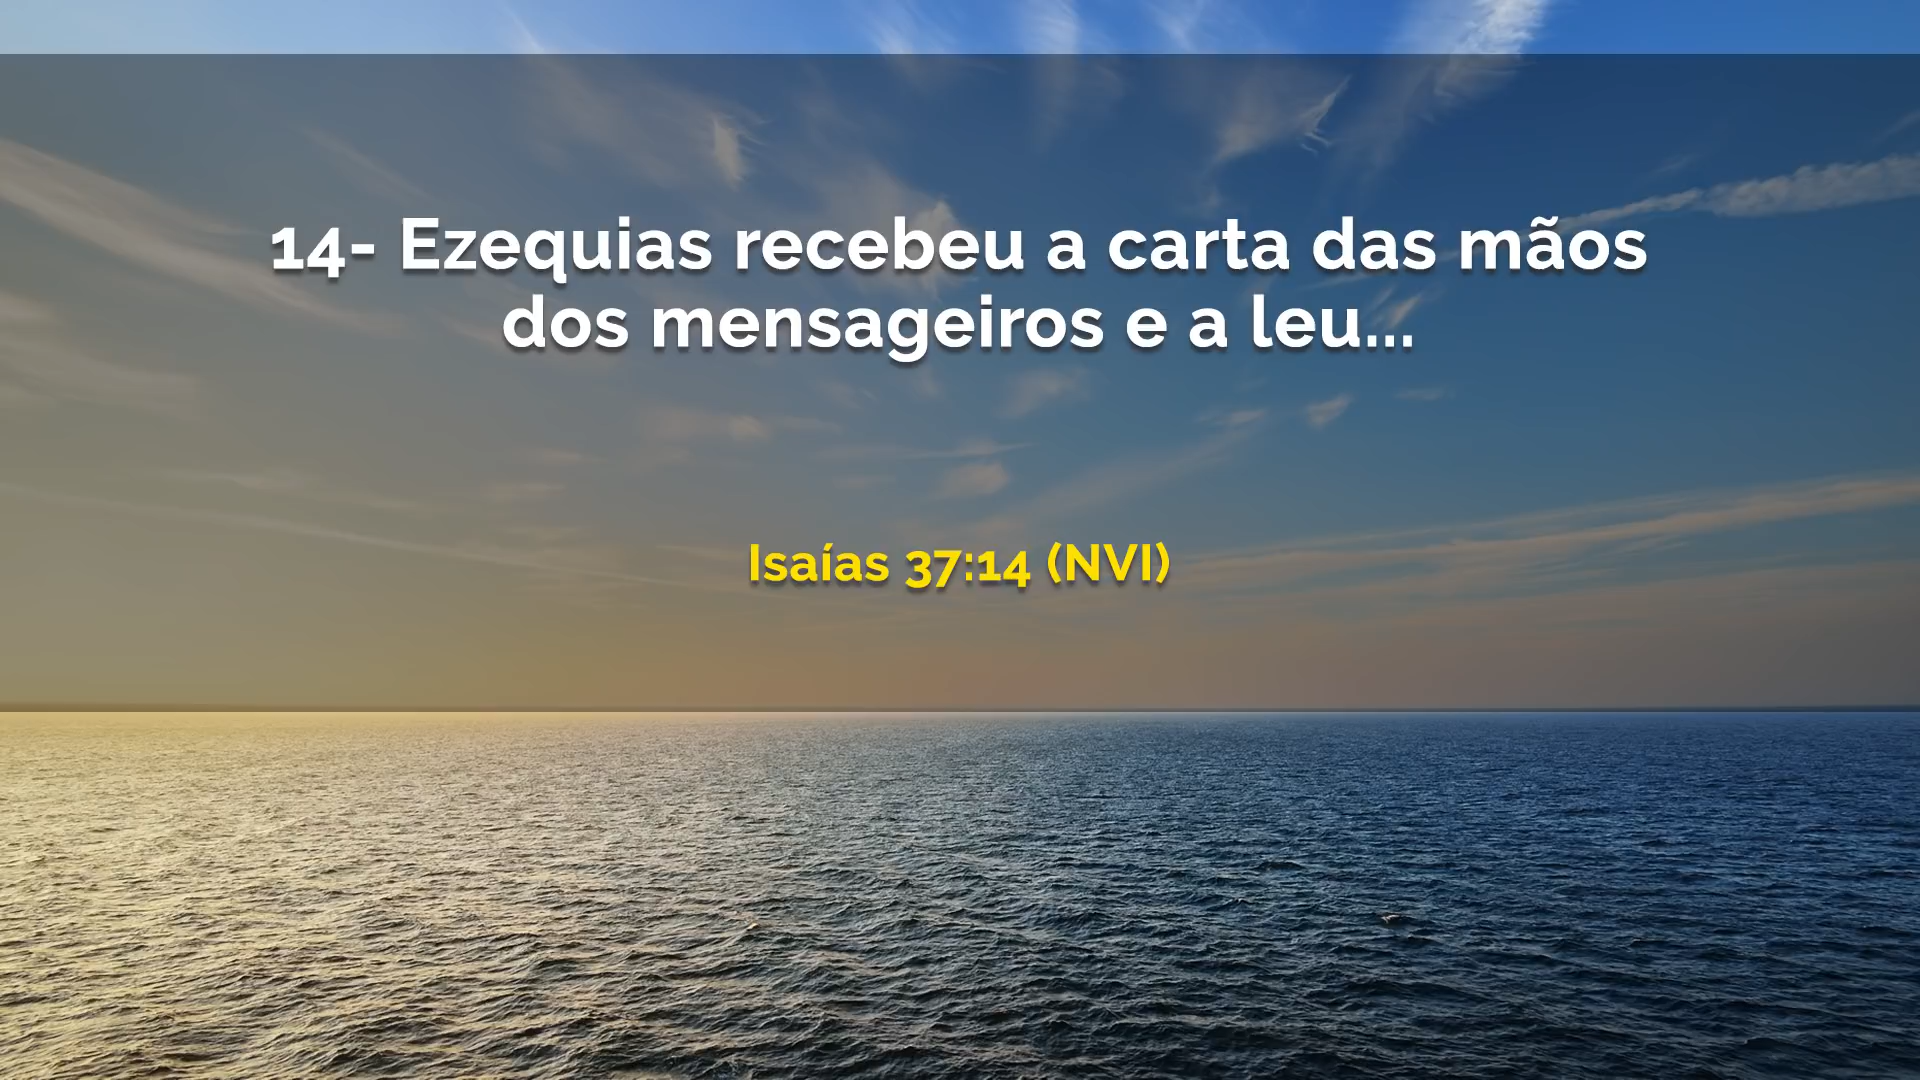 14- Ezequias recebeu a carta das mãos
dos mensageiros e a leu...
Isaías 37:14 (NVI)